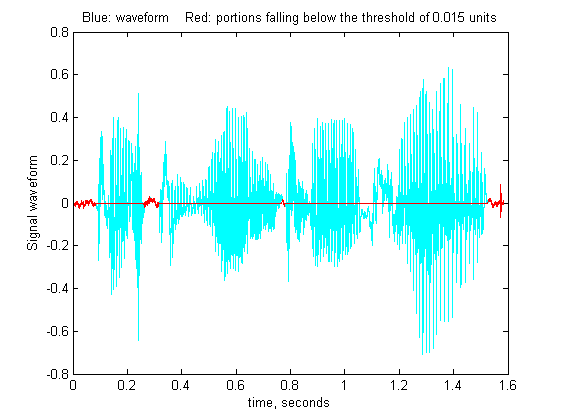 Blue: waveform Red: portions falling below the threshold of 0.015 units
0.8
0.6
0.4
0.2
0
-0.2
-0.4
-0.6
-0.8
Signal waveform
0 0.2 0.4 0.6 0.8 1 1.2 1.4 1.6
time, seconds